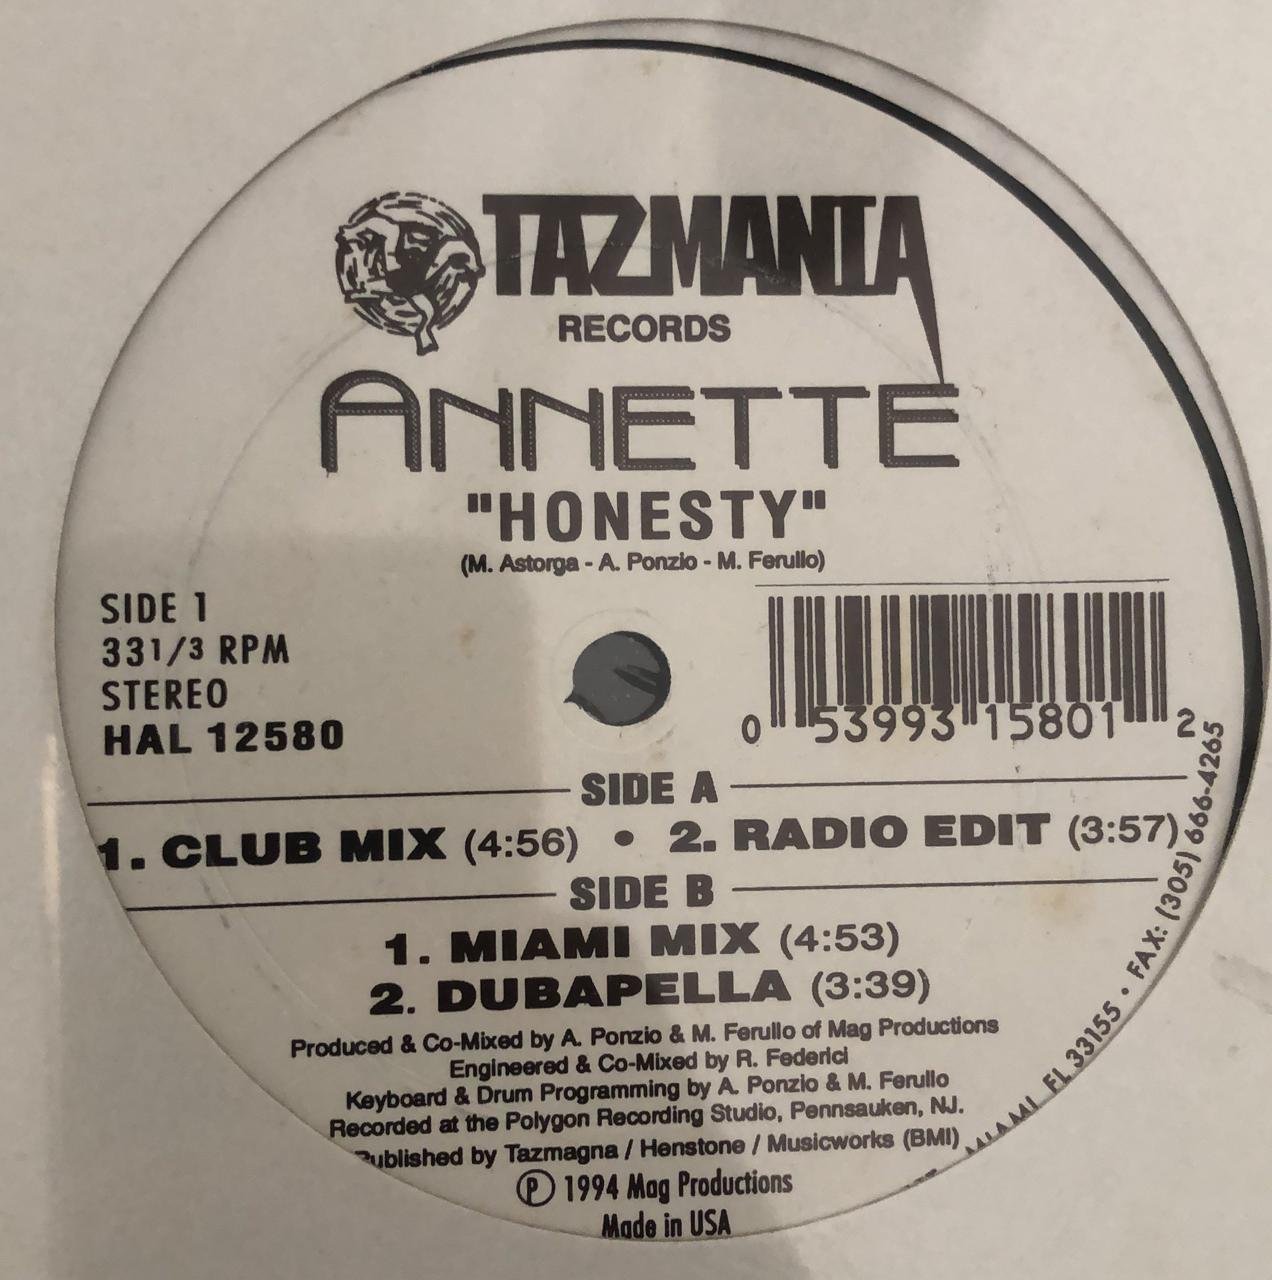 TAZMANIA
RECORDS
ANNETTE
"HONESTY"
(M. Astorga - A. Ponzio - M. Ferullo)
SIDE 1
33 1/3 RPM
STEREO
HAL 12580
0 53993 15801 2
SIDE A
1. CLUB MIX (4:56) • 2. RADIO EDIT (3:57)
SIDE B
1. MIAMI MIX (4:53)
2. DUBAPELLA (3:39)
Produced & Co-Mixed by A. Ponzio & M. Ferullo of Mag Productions
Engineered & Co-Mixed by R. Federici
Keyboard & Drum Programming by A. Ponzio & M. Ferullo
Recorded at the Polygon Recording Studio, Pennsauken, NJ.
Published by Tazmagna / Henstone / Musicworks (BMI)
℗ 1994 Mag Productions
Made in USA
MIAMI FL 33155 • FAX: (305) 666-4265